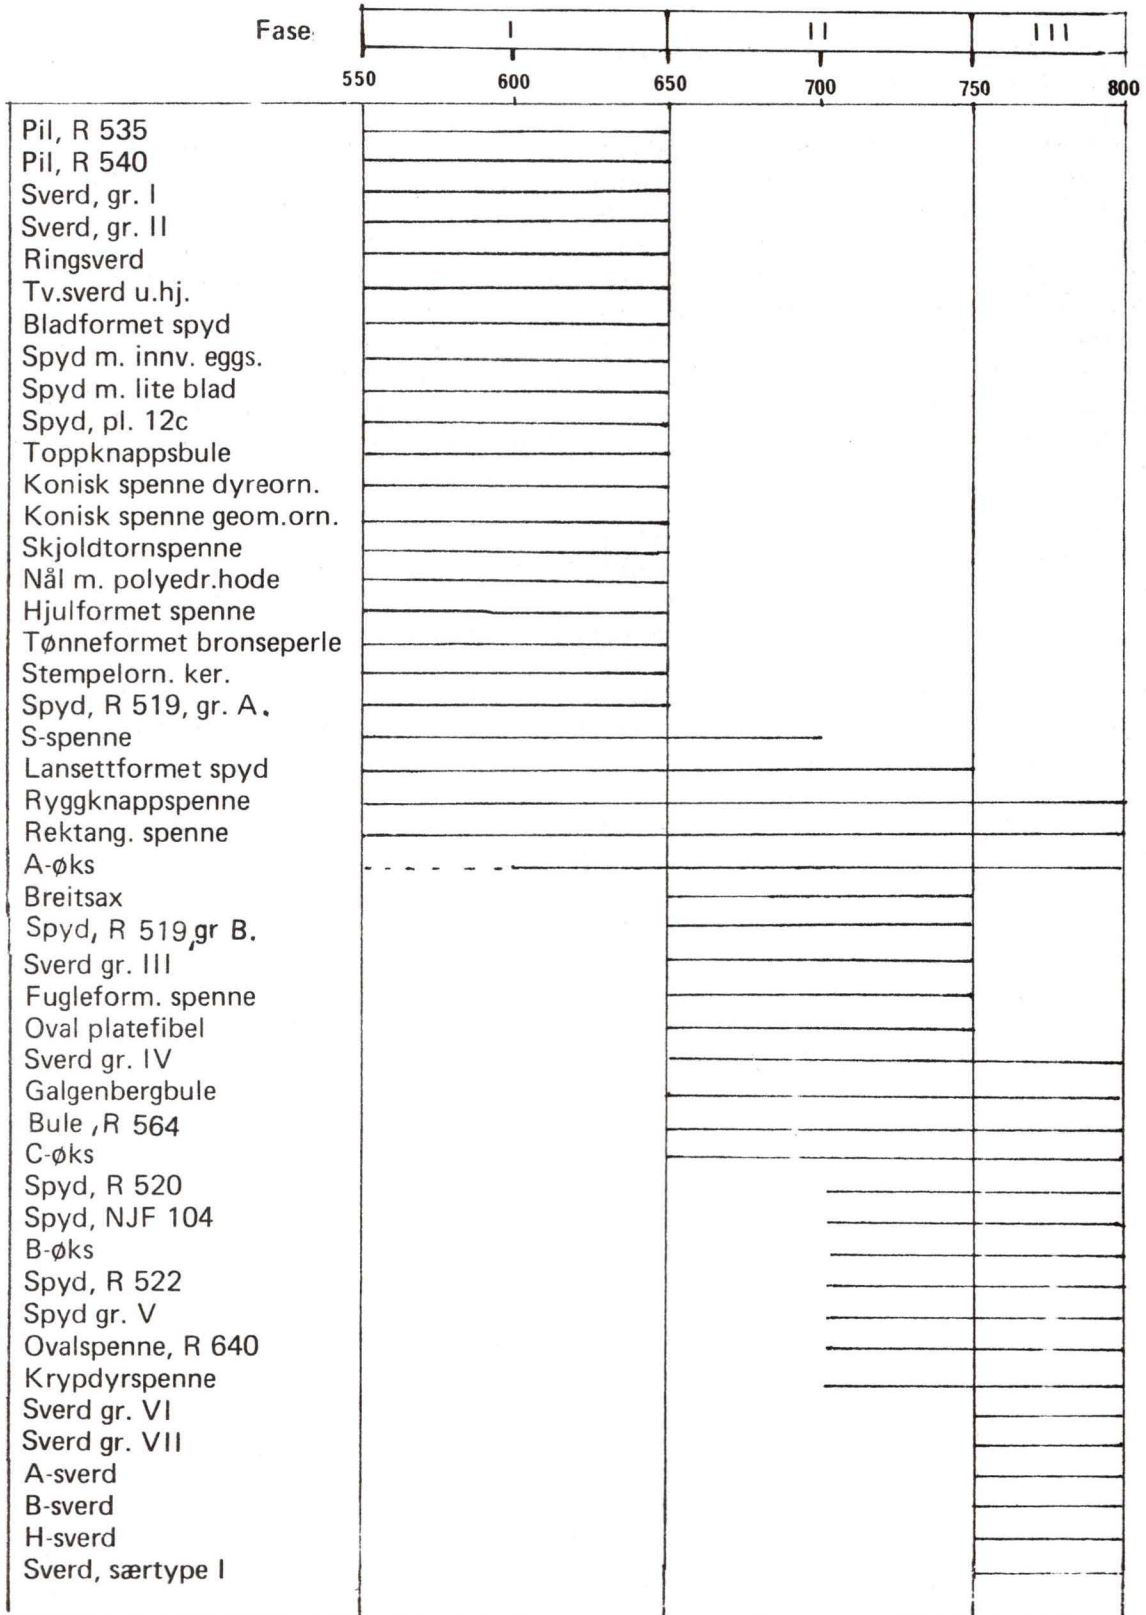 Fase I II III
550 600 650 700 750 800
Pil, R 535
Pil, R 540
Sverd, gr. I
Sverd, gr. II
Ringsverd
Tv.sverd u.hj.
Bladformet spyd
Spyd m. innv. eggs.
Spyd m. lite blad
Spyd, pl. 12c
Toppknappsbule
Konisk spenne dyreorn.
Konisk spenne geom.orn.
Skjoldtornspenne
Nål m. polyedr.hode
Hjulformet spenne
Tønneformet bronseperle
Stempelorn. ker.
Spyd, R 519, gr. A.
S-spenne
Lansettformet spyd
Ryggknappspenne
Rektang. spenne
A-øks
Breitsax
Spyd, R 519, gr B.
Sverd gr. III
Fugleform. spenne
Oval platefibel
Sverd gr. IV
Galgenbergbule
Bule, R 564
C-øks
Spyd, R 520
Spyd, NJF 104
B-øks
Spyd, R 522
Spyd gr. V
Ovalspenne, R 640
Krypdyrspenne
Sverd gr. VI
Sverd gr. VII
A-sverd
B-sverd
H-sverd
Sverd, særtype I